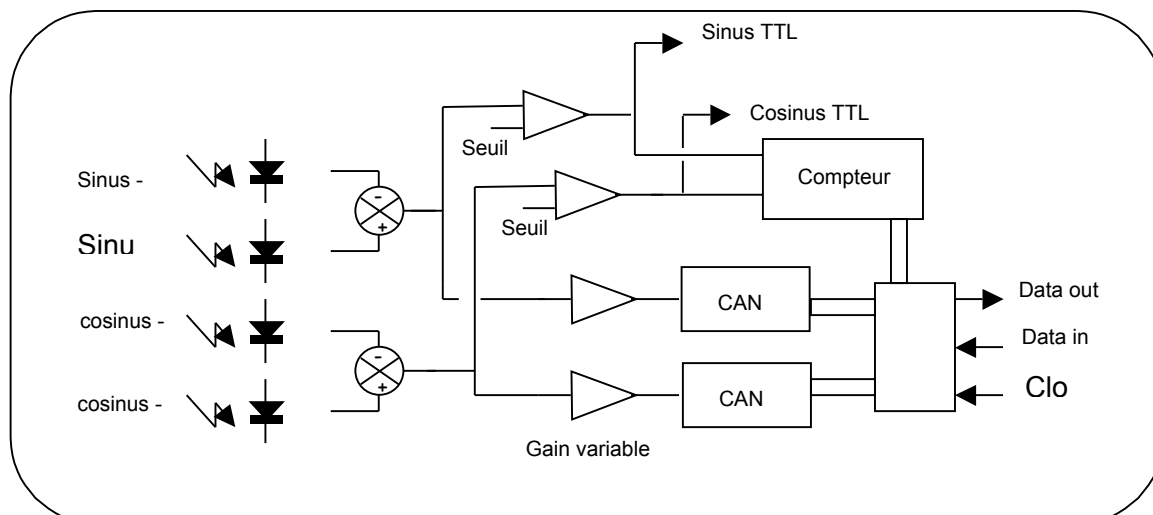 Sinus TTL
Cosinus TTL
Seuil
Sinus -
Compteur
Seuil
Sinu
CAN
Data out
cosinus -
Data in
CAN
Clo
cosinus -
Gain variable